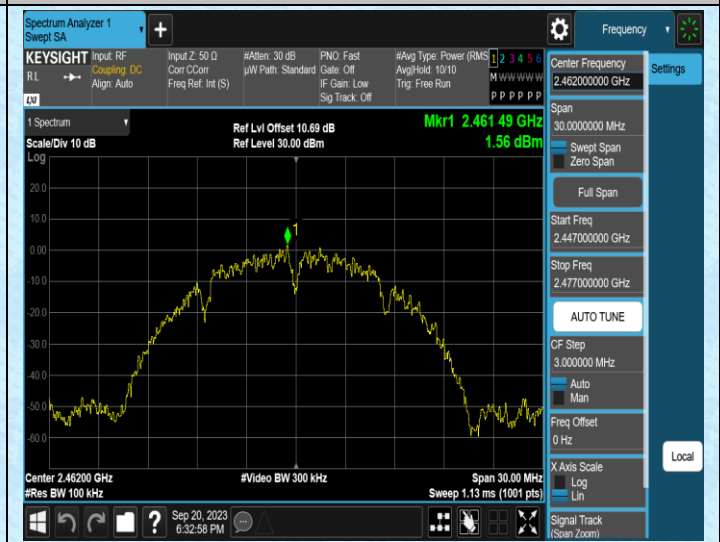 Spectrum Analyzer 1
Swept SA
+
Frequency
KEYSIGHT
RL
LXI
Input: RF
Coupling: DC
Align: Auto
Input Z: 50 Ω
Corr CCorr
Freq Ref: Int (S)
#Atten: 30 dB
µW Path: Standard
PNO: Fast
Gate: Off
IF Gain: Low
Sig Track: Off
#Avg Type: Power (RMS
Avg|Hold: 10/10
Trig: Free Run
1 2 3 4 5 6
M W W W W W
P P P P P P
1 Spectrum
Scale/Div 10 dB
Ref Lvl Offset 10.69 dB
Ref Level 30.00 dBm
Mkr1 2.461 49 GHz
1.56 dBm
Log
20.0
10.0
0.00
-10.0
-20.0
-30.0
-40.0
-50.0
-60.0
1
Center 2.46200 GHz
#Res BW 100 kHz
#Video BW 300 kHz
Span 30.00 MHz
Sweep 1.13 ms (1001 pts)
Center Frequency
2.462000000 GHz
Span
30.0000000 MHz
Swept Span
Zero Span
Full Span
Start Freq
2.447000000 GHz
Stop Freq
2.477000000 GHz
AUTO TUNE
CF Step
3.000000 MHz
Auto
Man
Freq Offset
0 Hz
X Axis Scale
Log
Lin
Signal Track
(Span Zoom)
Settings
Local
?
Sep 20, 2023
6:32:58 PM